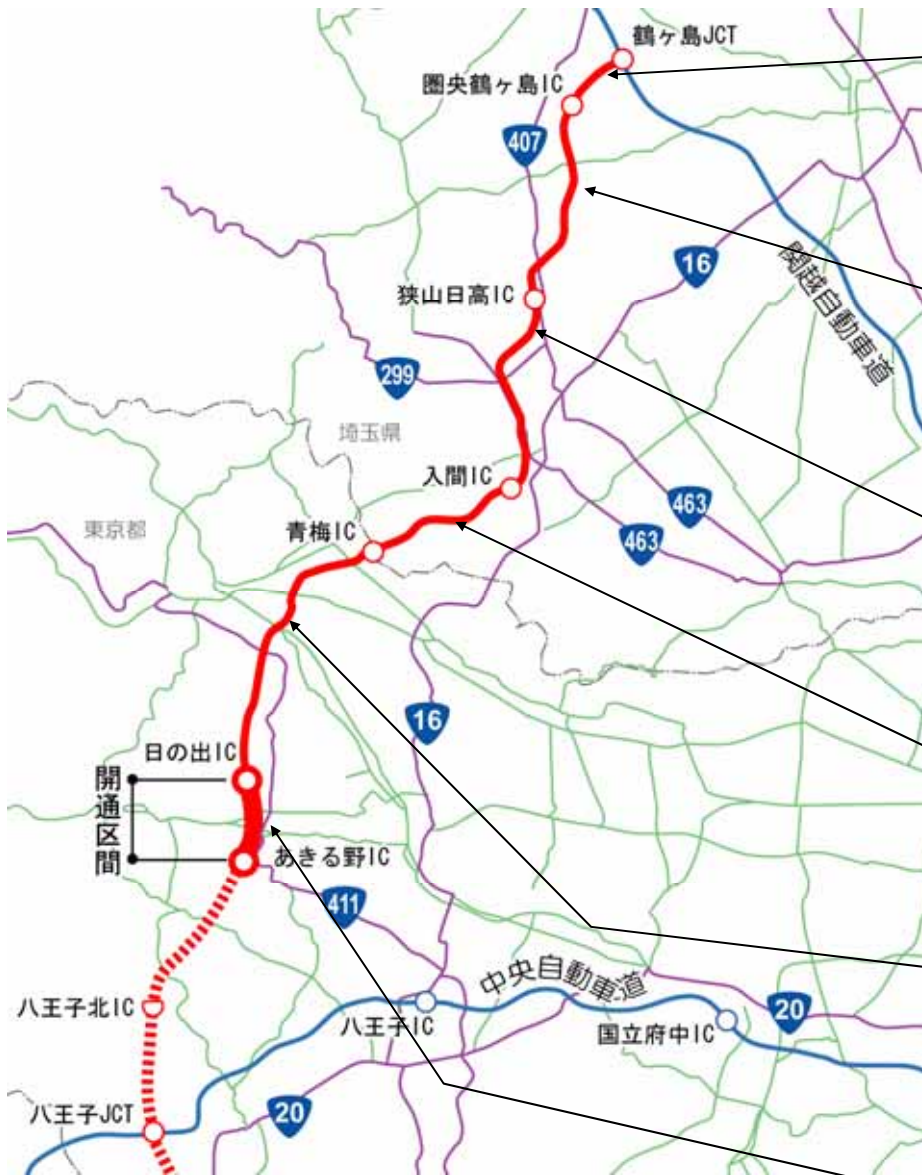 鶴ヶ島JCT
圏央鶴ヶ島IC
407
16
関越自動車道
狭山日高IC
299
埼玉県
入間IC
463
463
東京都
青梅IC
16
日の出IC
開通区間
あきる野IC
411
中央自動車道
八王子北IC
八王子IC
国立府中IC
20
八王子JCT
20